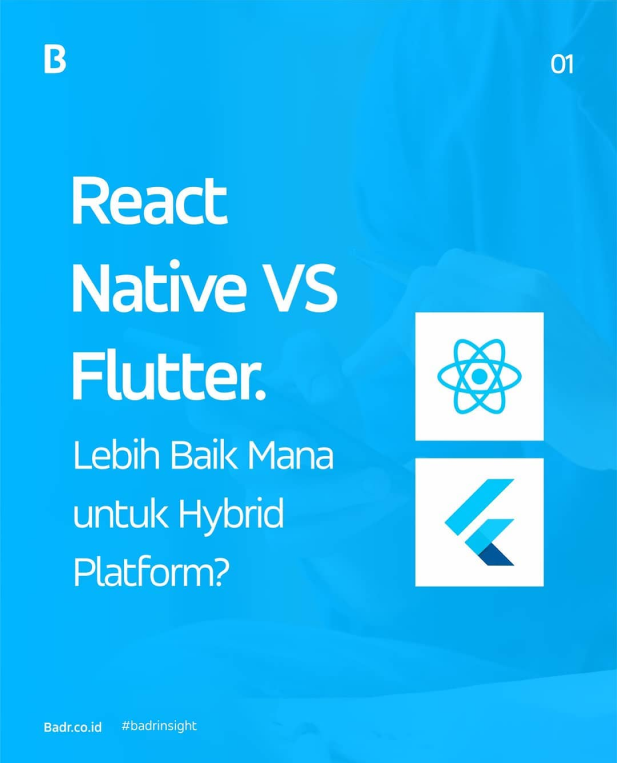 B
01
React
Native VS
Flutter.
Lebih Baik Mana
untuk Hybrid
Platform?
Badr.co.id #badrinsight